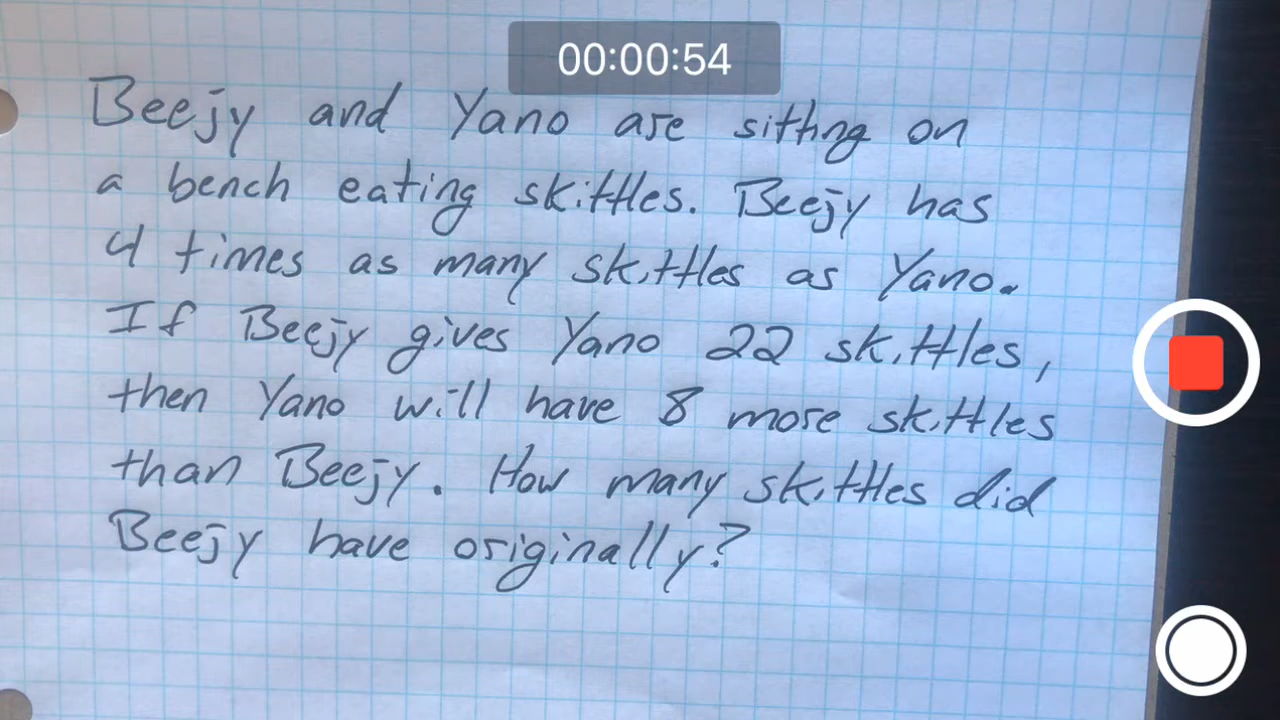 00:00:54
Beejy and Yano are sitting on
a bench eating skittles. Beejy has
4 times as many skittles as Yano.
If Beejy gives Yano 22 skittles,
then Yano will have 8 more skittles
than Beejy. How many skittles did
Beejy have originally?